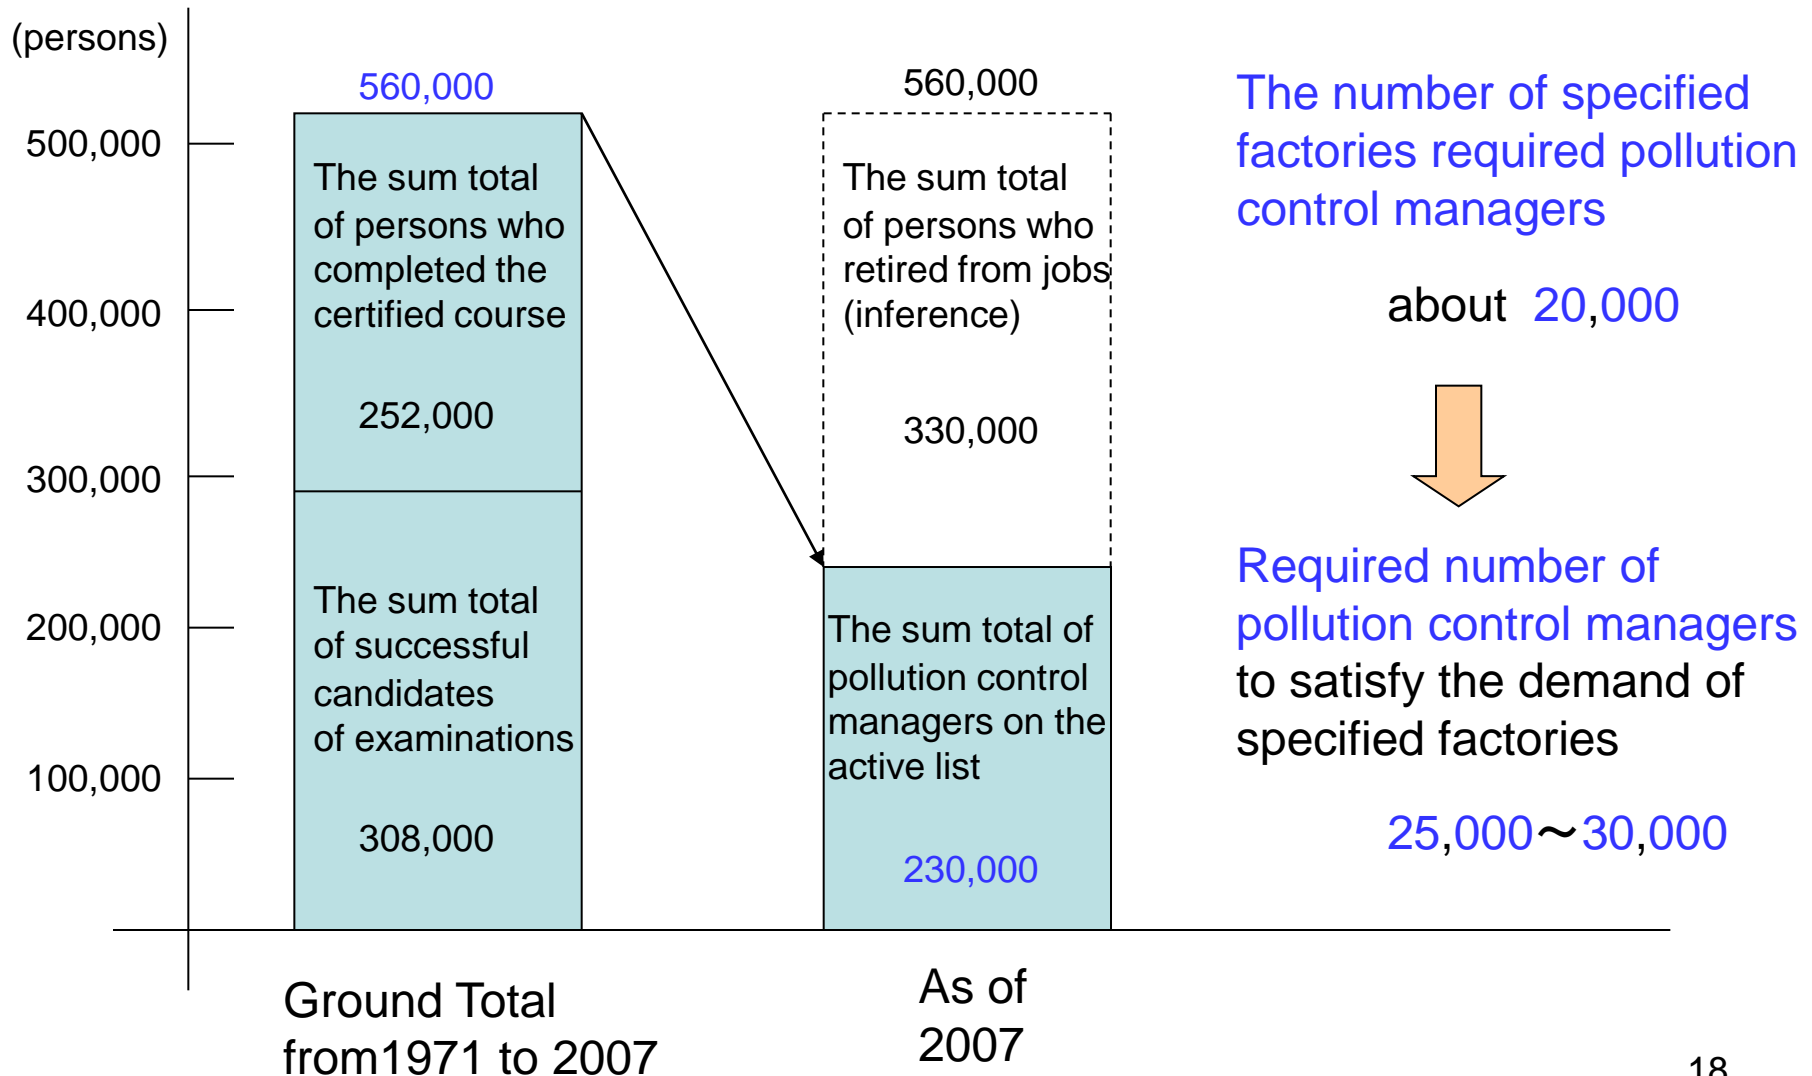 (persons)
500,000
400,000
300,000
200,000
100,000
560,000
The sum total
of persons who
completed the
certified course
252,000
The sum total
of successful
candidates
of examinations
308,000
Ground Total
from1971 to 2007
560,000
The sum total
of persons who
retired from jobs
(inference)
330,000
The sum total of
pollution control
managers on the
active list
230,000
As of
2007
The number of specified
factories required pollution
control managers
about 20,000
Required number of
pollution control managers
to satisfy the demand of
specified factories
25,000～30,000
18